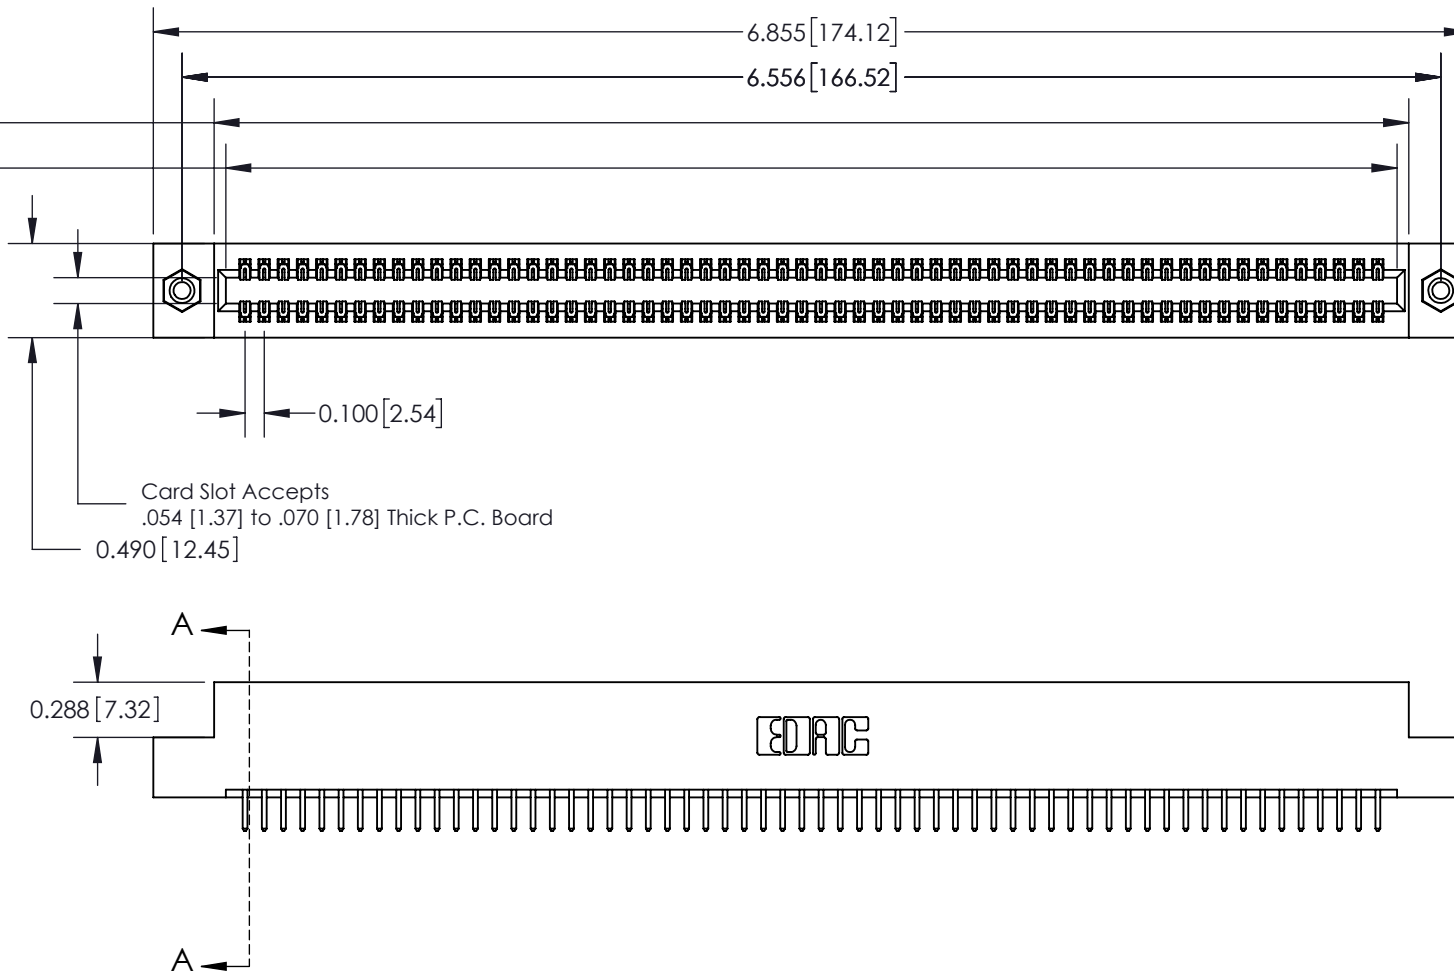 6.855[174.12]
6.556[166.52]
0.100[2.54]
Card Slot Accepts
.054 [1.37] to .070 [1.78] Thick P.C. Board
0.490[12.45]
A
0.288[7.32]
EDAC
A